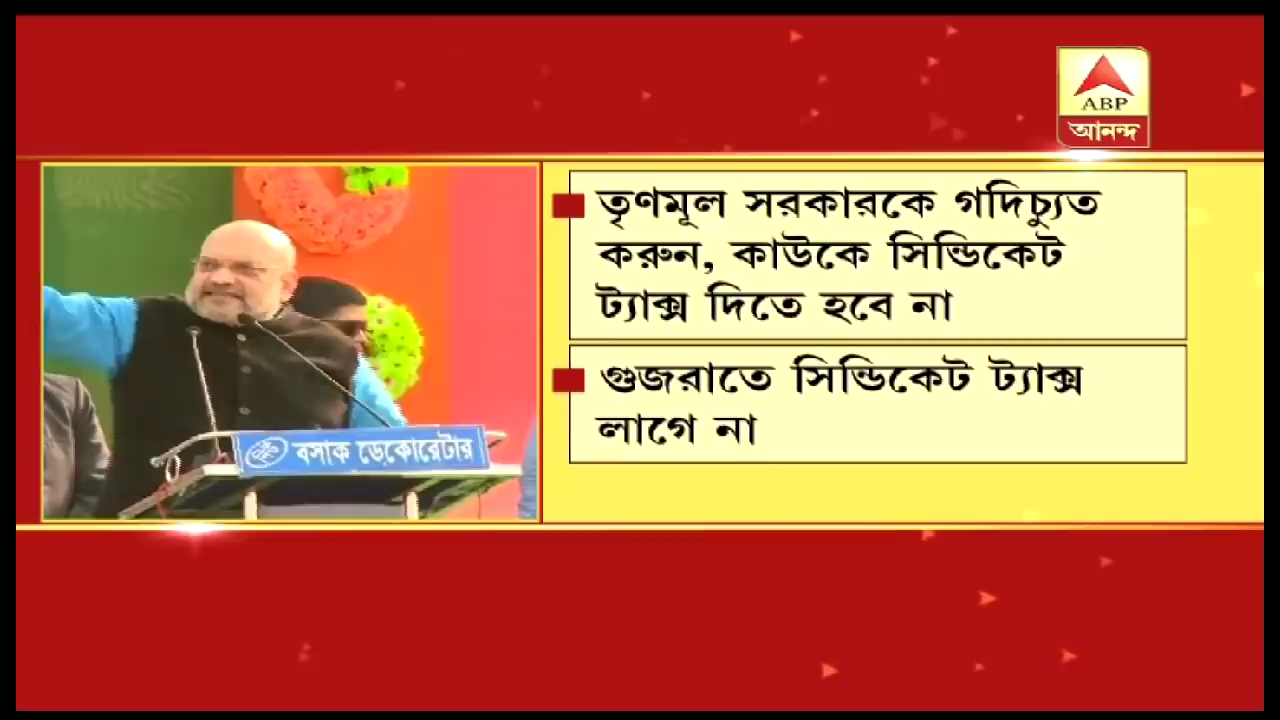 ABP
আনন্দ
তৃণমূল সরকারকে গদিচ্যুত
করুন, কাউকে সিন্ডিকেট
ট্যাক্স দিতে হবে না
গুজরাতে সিন্ডিকেট ট্যাক্স
লাগে না
বসাক ডেকোরেটার